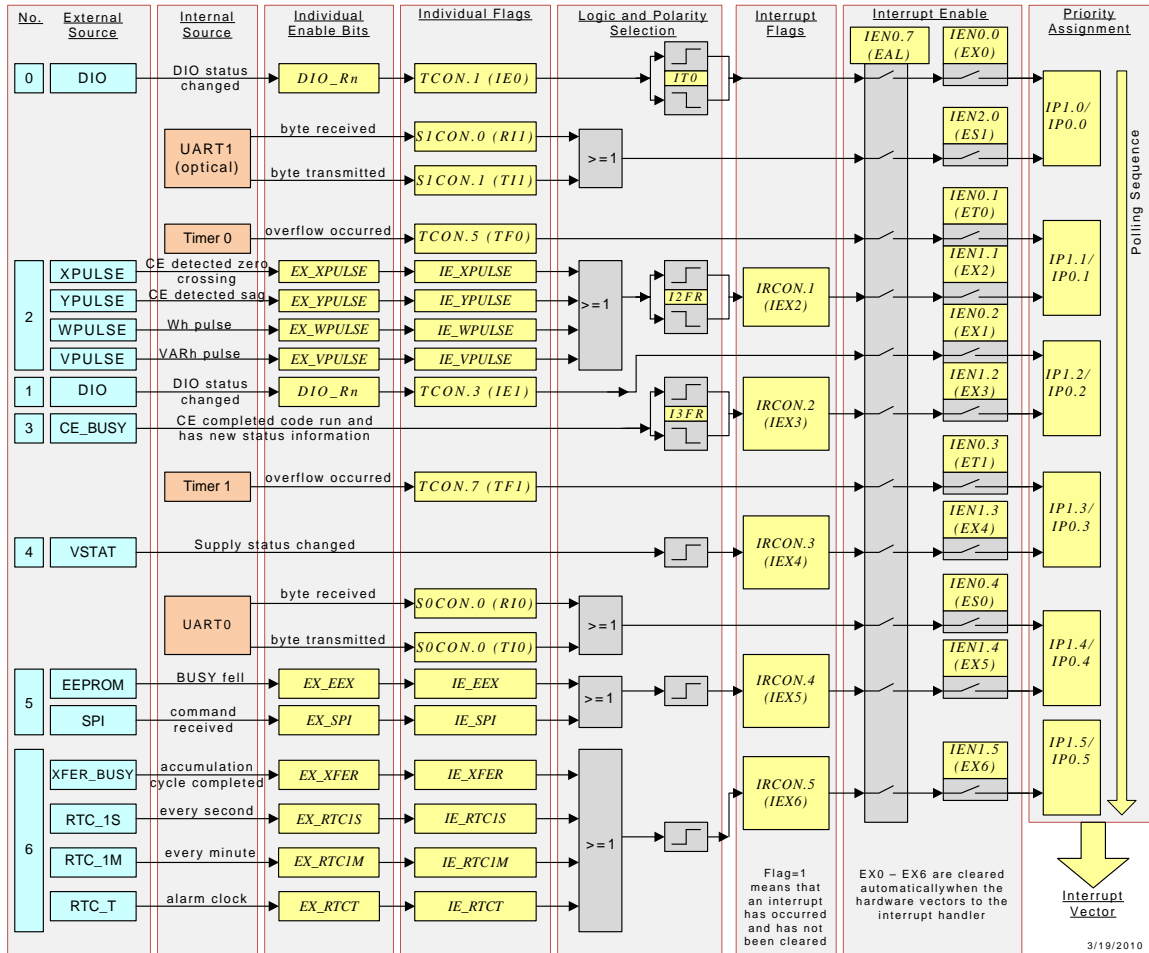 No.
External
Source
Internal
Source
Individual
Enable Bits
Individual Flags
Logic and Polarity
Selection
Interrupt
Flags
Interrupt Enable
Priority
Assignment
IEN0.7
(EAL)
IEN0.0
(EX0)
0
DIO
DIO status
changed
DIO_Rn
TCON.1 (IE0)
IT0
IP1.0/
IP0.0
UART1
(optical)
byte received
S1CON.0 (RI1)
byte transmitted
S1CON.1 (TI1)
>=1
IEN2.0
(ES1)
Polling Sequence
Timer 0
overflow occurred
TCON.5 (TF0)
IEN0.1
(ET0)
IP1.1/
IP0.1
2
XPULSE
CE detected zero
crossing
EX_XPULSE
IE_XPULSE
YPULSE
CE detected sag
EX_YPULSE
IE_YPULSE
WPULSE
Wh pulse
EX_WPULSE
IE_WPULSE
VPULSE
VARh pulse
EX_VPULSE
IE_VPULSE
>=1
I2FR
IRCON.1
(IEX2)
IEN1.1
(EX2)
1
DIO
DIO status
changed
DIO_Rn
TCON.3 (IE1)
IEN0.2
(EX1)
IP1.2/
IP0.2
3
CE_BUSY
CE completed code run and
has new status information
I3FR
IRCON.2
(IEX3)
IEN1.2
(EX3)
Timer 1
overflow occurred
TCON.7 (TF1)
IEN0.3
(ET1)
IP1.3/
IP0.3
4
VSTAT
Supply status changed
IRCON.3
(IEX4)
IEN1.3
(EX4)
UART0
byte received
S0CON.0 (RI0)
byte transmitted
S0CON.0 (TI0)
>=1
IEN0.4
(ES0)
IP1.4/
IP0.4
5
EEPROM
BUSY fell
EX_EEX
IE_EEX
SPI
command
received
EX_SPI
IE_SPI
>=1
IRCON.4
(IEX5)
IEN1.4
(EX5)
6
XFER_BUSY
accumulation
cycle completed
EX_XFER
IE_XFER
RTC_1S
every second
EX_RTC1S
IE_RTC1S
RTC_1M
every minute
EX_RTC1M
IE_RTC1M
RTC_T
alarm clock
EX_RTCT
IE_RTCT
>=1
IRCON.5
(IEX6)
IEN1.5
(EX6)
IP1.5/
IP0.5
Flag=1
means that
an interrupt
has occurred
and has not
been cleared
EX0 – EX6 are cleared
automaticallywhen the
hardware vectors to the
interrupt handler
Interrupt
Vector
3/19/2010